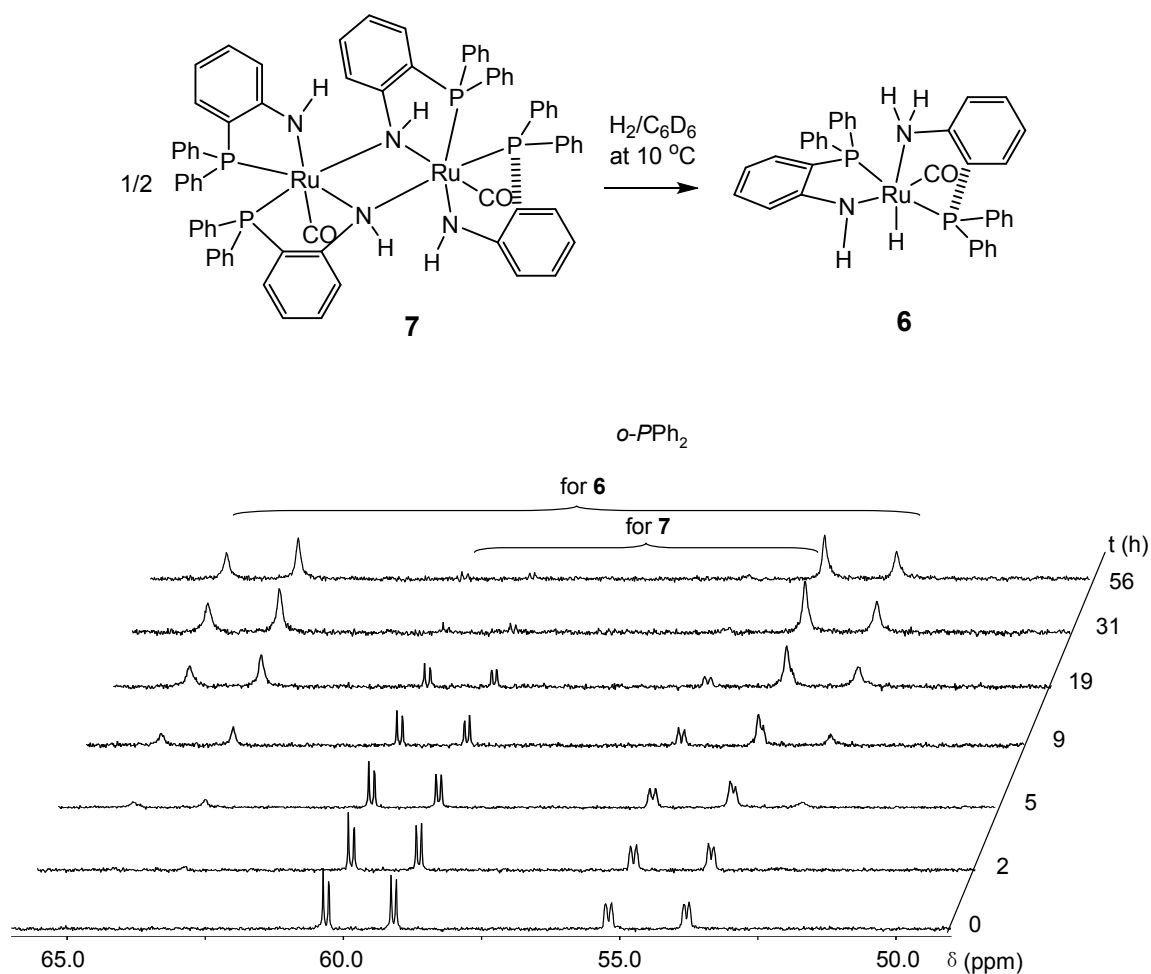 H
Ph
Ph
P
H
N
N
Ph
P
Ph
H2/C6D6
at 10 °C
H
H
Ph
Ph
P
N
Ph
P
Ph
1/2
Ru
Ru
CO
Ru
CO
Ph
P
Ph
N
CO
H
N
H
N
H
P
Ph
Ph
H
7
6
o-PPh2
for 6
for 7
t (h)
56
31
19
9
5
2
0
65.0 60.0 55.0 50.0 δ (ppm)